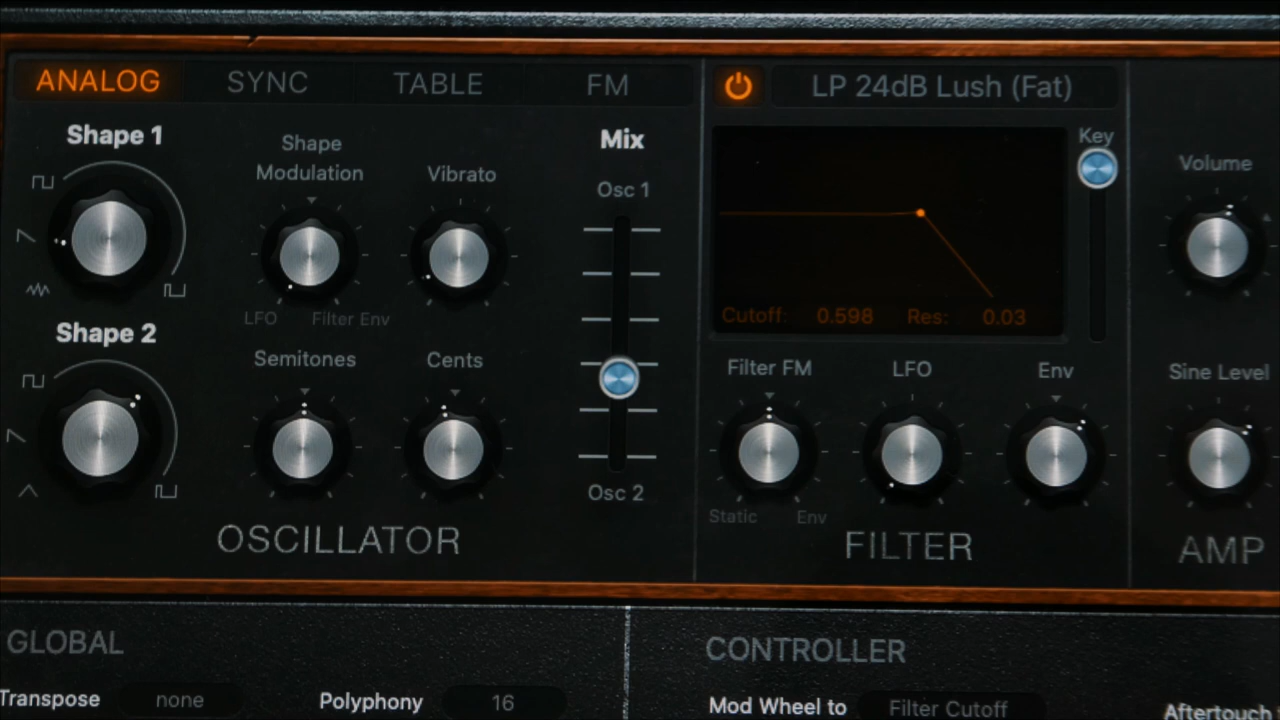 ANALOG SYNC TABLE FM
LP 24dB Lush (Fat)
Shape 1
Shape
Modulation
Vibrato
Mix
Osc 1
Key
Volume
LFO Filter Env
Cutoff: 0.598 Res: 0.03
Shape 2
Semitones
Cents
Filter FM
LFO
Env
Sine Level
Osc 2
Static Env
OSCILLATOR
FILTER
AMP
GLOBAL
CONTROLLER
Transpose none
Polyphony 16
Mod Wheel to Filter Cutoff
Aftertouch